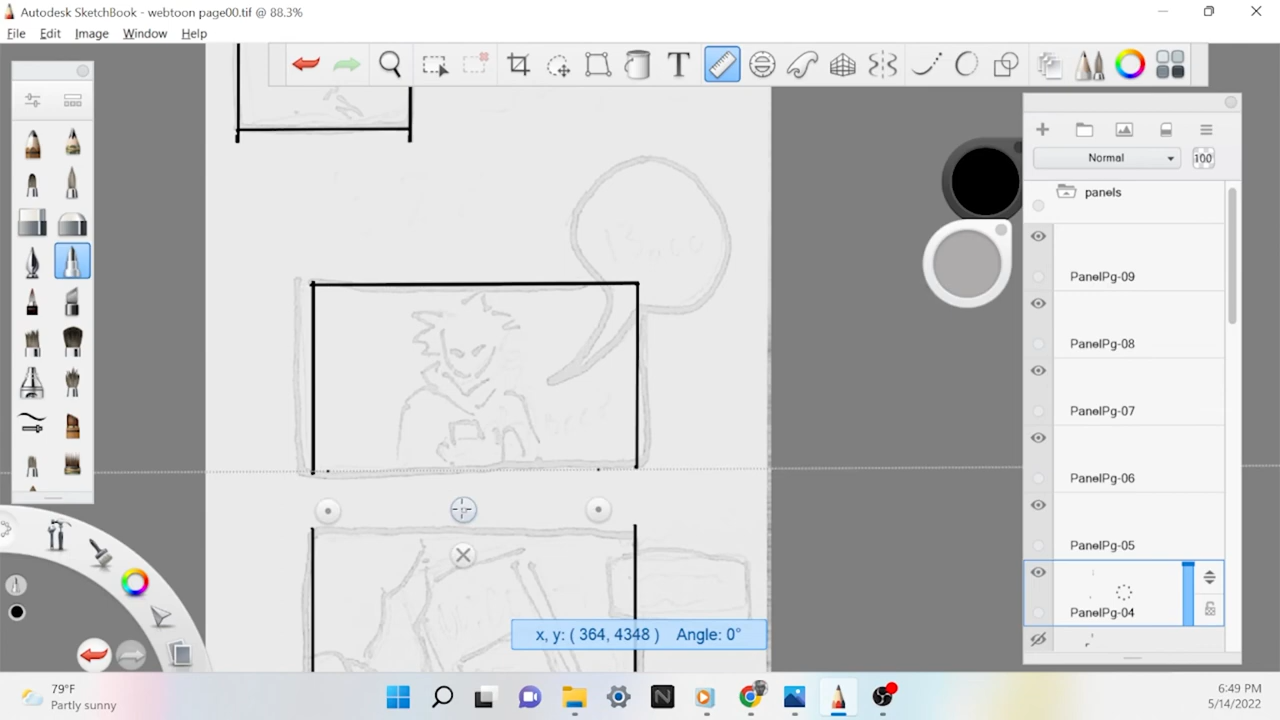 Autodesk SketchBook - webtoon page00.tif @ 88.3%
File Edit Image Window Help
T
Normal
100
panels
PanelPg-09
PanelPg-08
PanelPg-07
PanelPg-06
PanelPg-05
PanelPg-04
x, y: ( 364, 4348 ) Angle: 0°
79°F
Partly sunny
N
6:49 PM
5/14/2022